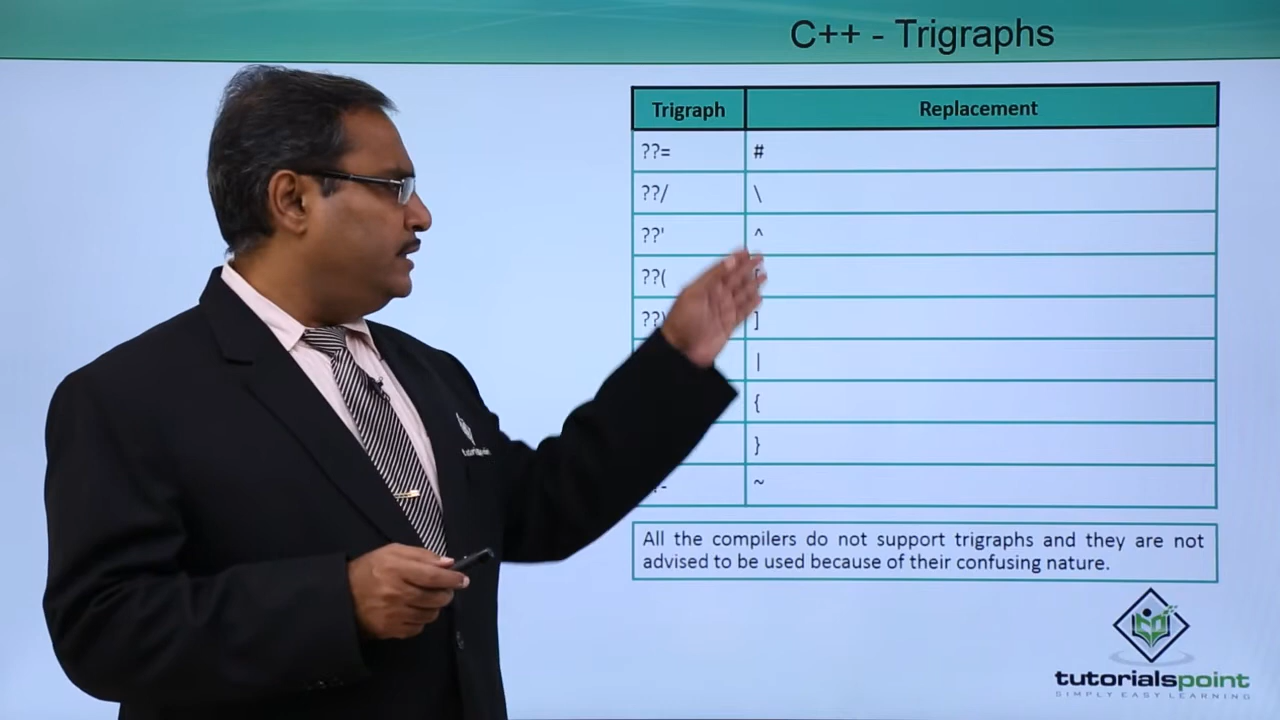 C++ - Trigraphs
Trigraph Replacement
??= #
??/ \
??' ^
??(
??) ]
|
{
}
- ~
All the compilers do not support trigraphs and they are not
advised to be used because of their confusing nature.
tutorialspoint
SIMPLY EASY LEARNING
tutorialspoint